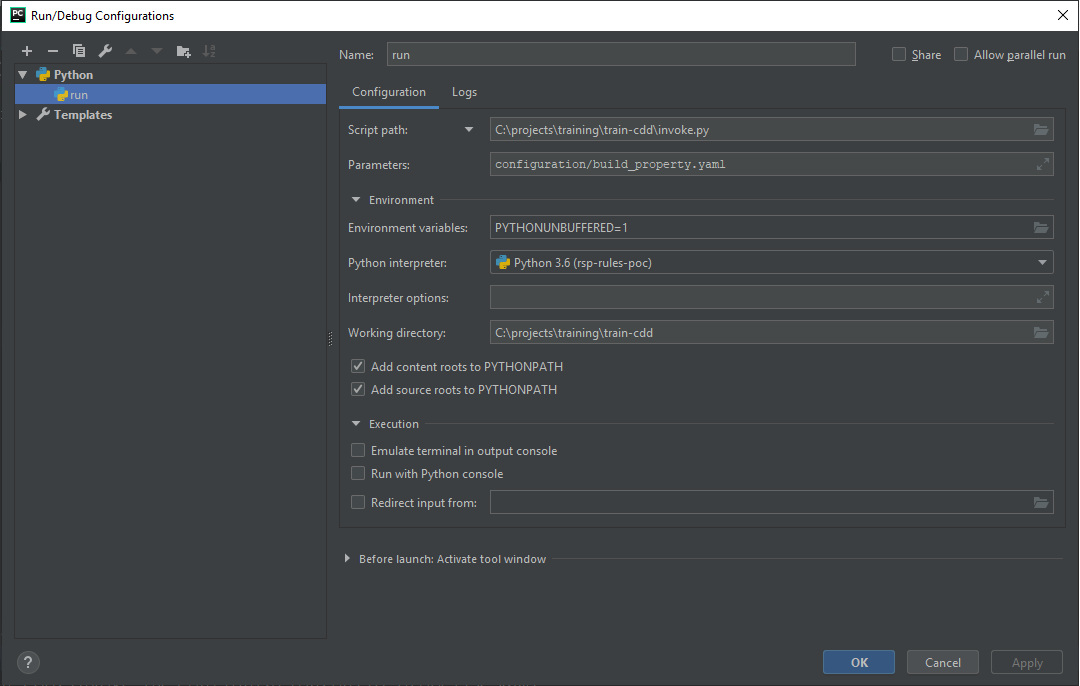 PC Run/Debug Configurations
Python
run
Templates
Name: run Share Allow parallel run
Configuration Logs
Script path: C:\projects\training\train-cdd\invoke.py
Parameters: configuration/build_property.yaml
Environment
Environment variables: PYTHONUNBUFFERED=1
Python interpreter: Python 3.6 (rsp-rules-poc)
Interpreter options:
Working directory: C:\projects\training\train-cdd
Add content roots to PYTHONPATH
Add source roots to PYTHONPATH
Execution
Emulate terminal in output console
Run with Python console
Redirect input from:
Before launch: Activate tool window
? OK Cancel Apply